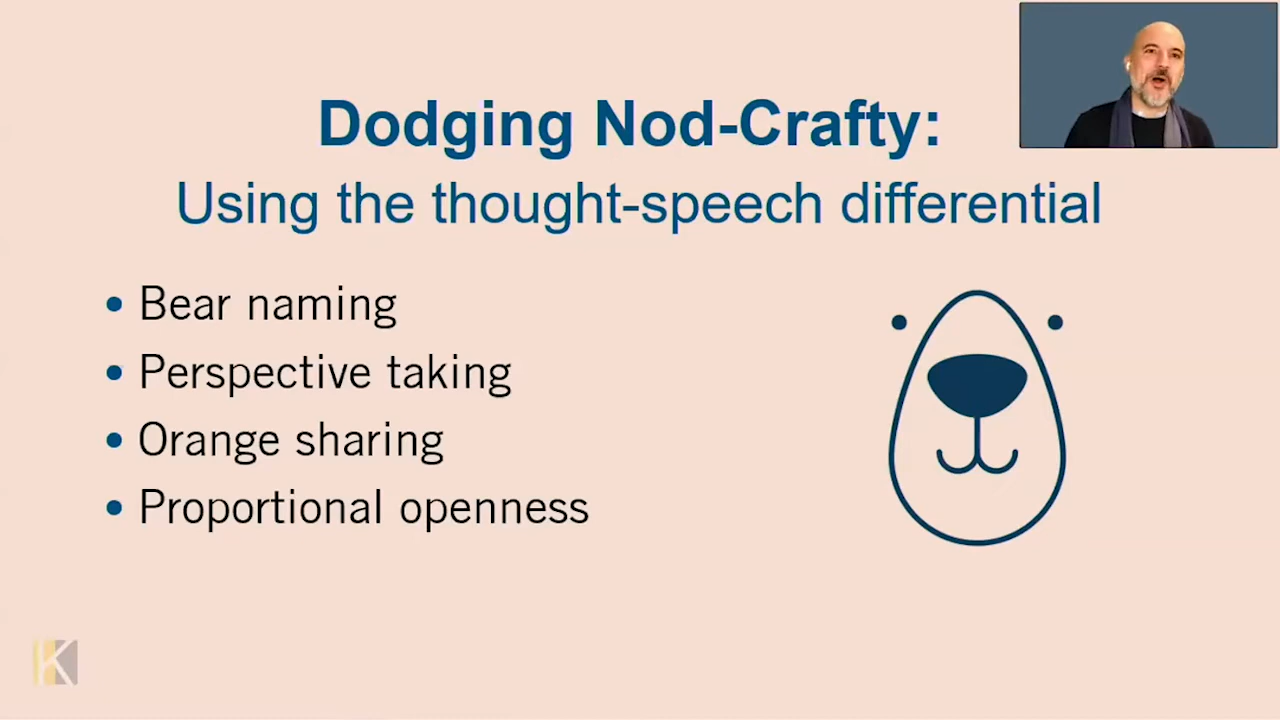 Dodging Nod-Crafty:
Using the thought-speech differential
• Bear naming
• Perspective taking
• Orange sharing
• Proportional openness
K